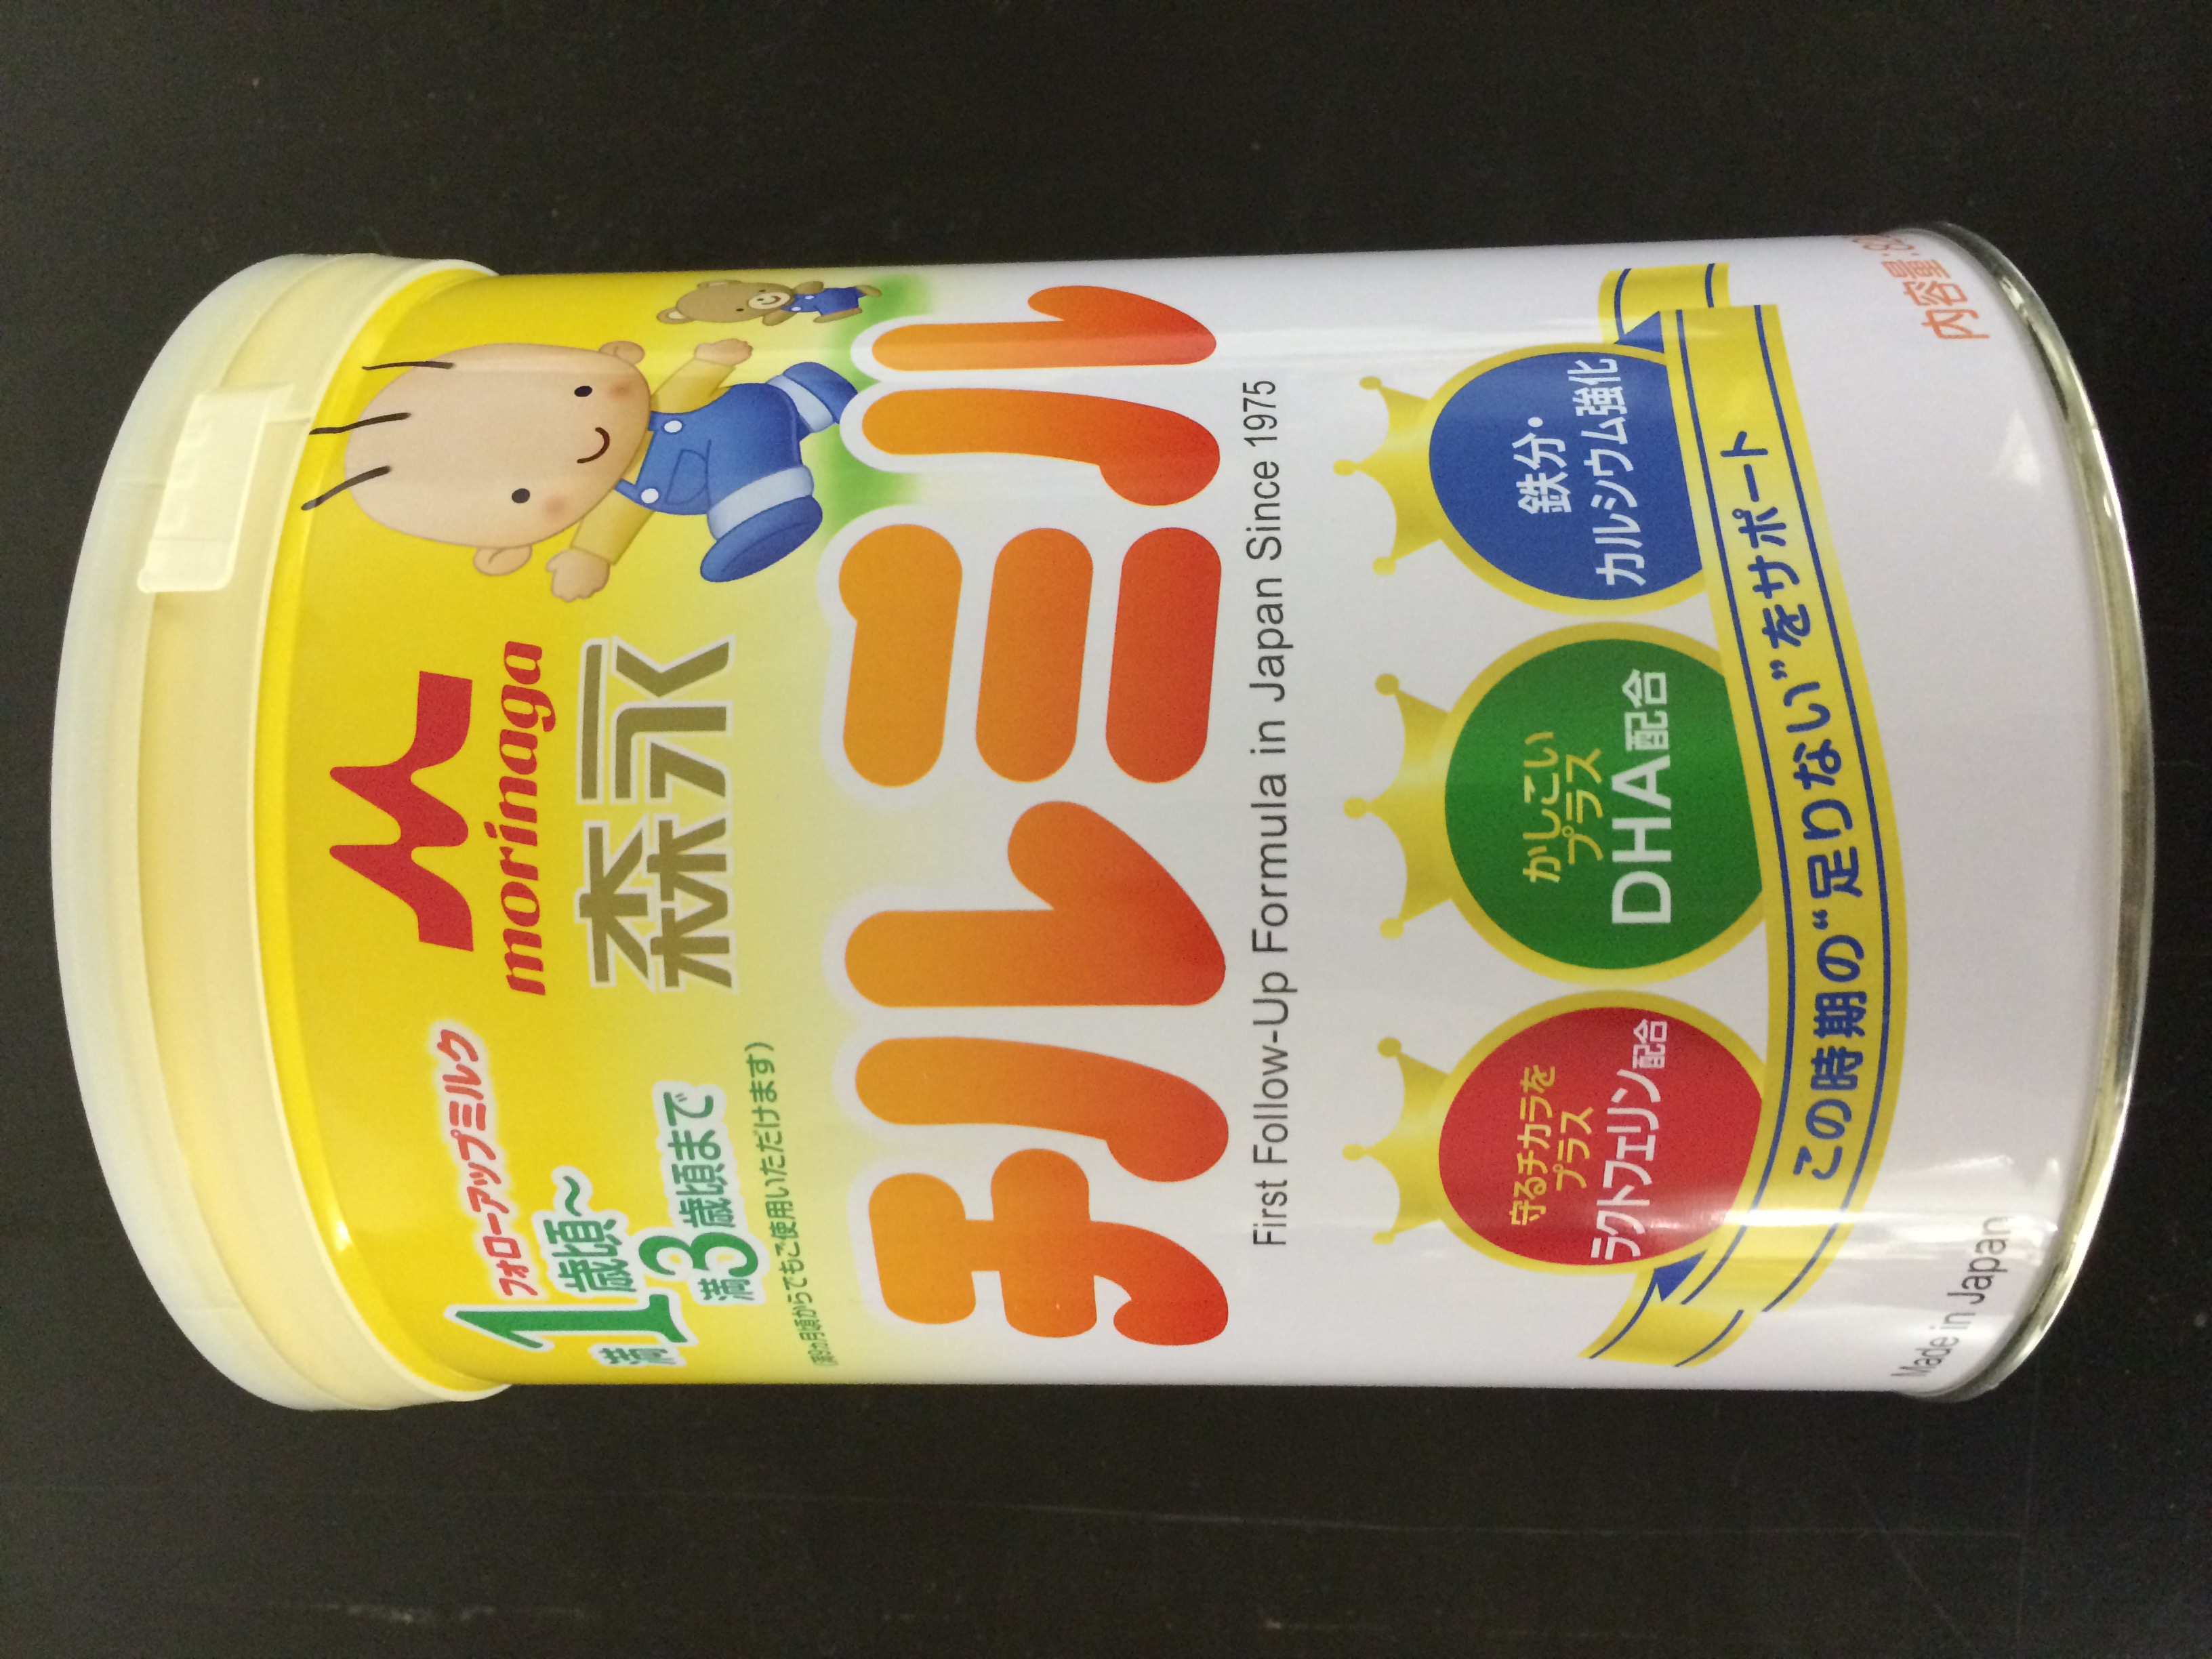 フォローアップミルク
満1歳頃~
満3歳頃まで
(満9カ月頃からでもご使用いただけます)
morinaga
森永
チルミル
First Follow-Up Formula in Japan Since 1975
守るチカラを
プラス
ラクトフェリン配合
かしこい
プラス
DHA配合
鉄分・
カルシウム強化
この時期の“足りない”をサポート
Made in Japan
内容量:8